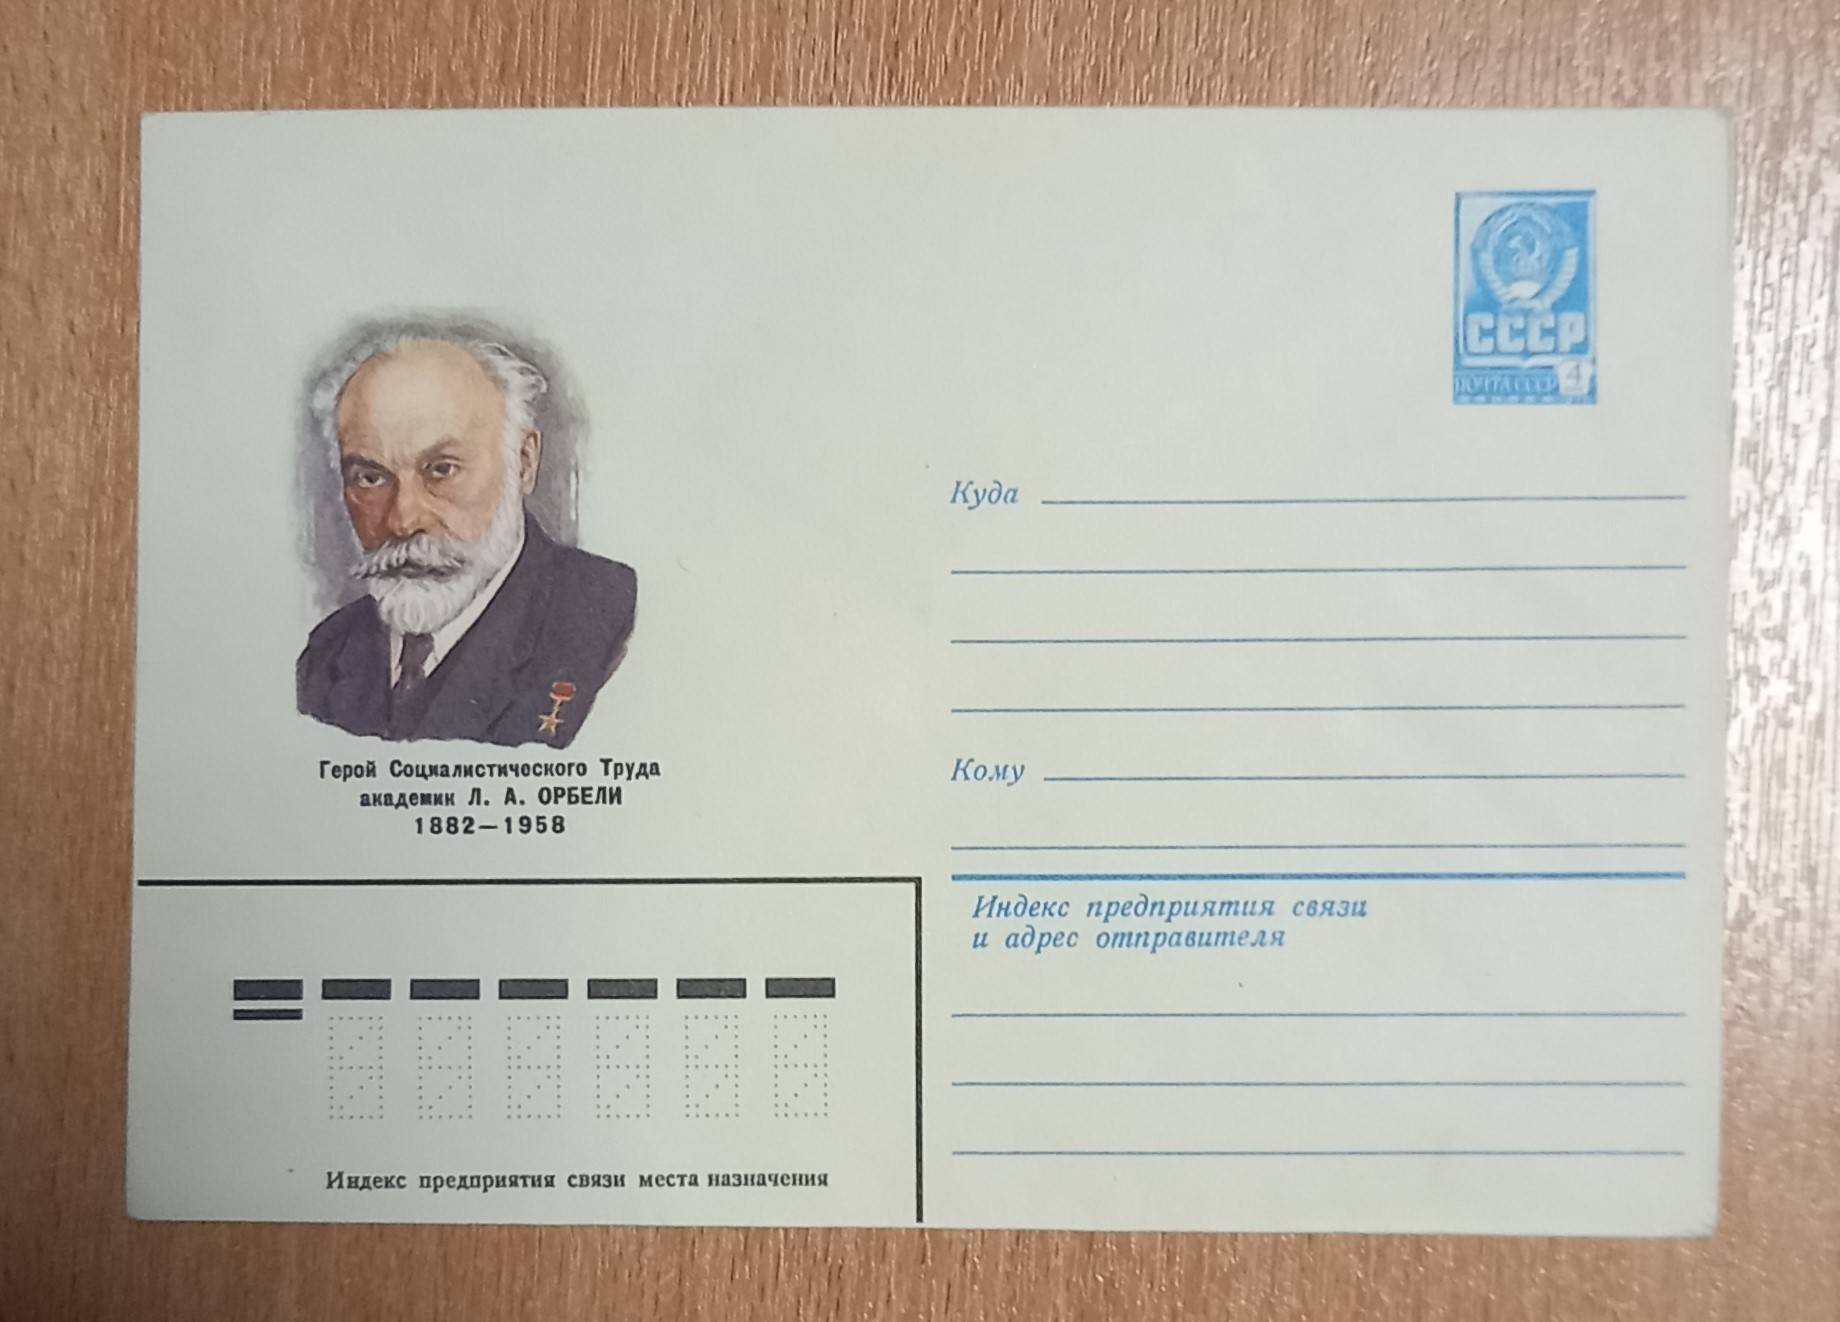 СССР
ПОЧТА СССР 4
Герой Социалистического Труда
академик Л. А. ОРБЕЛИ
1882—1958
Куда
Кому
Индекс предприятия связи
и адрес отправителя
Индекс предприятия связи места назначения